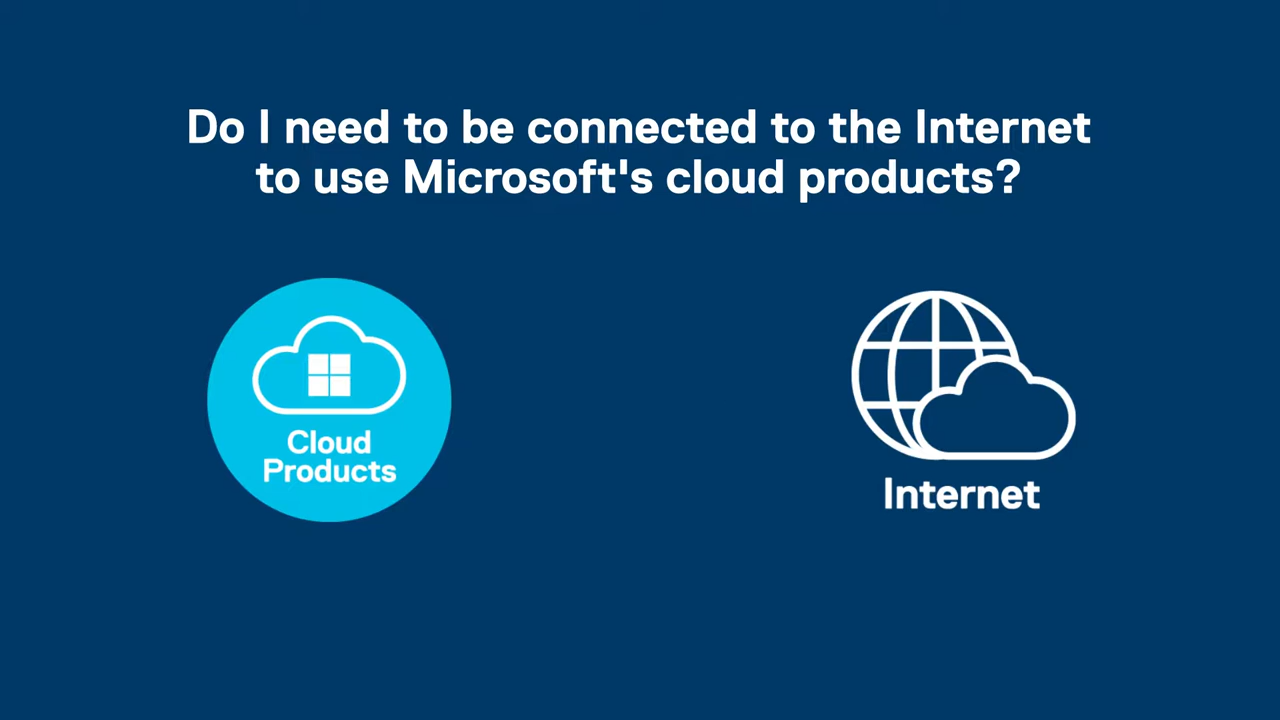 Do I need to be connected to the Internet
to use Microsoft's cloud products?
Cloud
Products
Internet